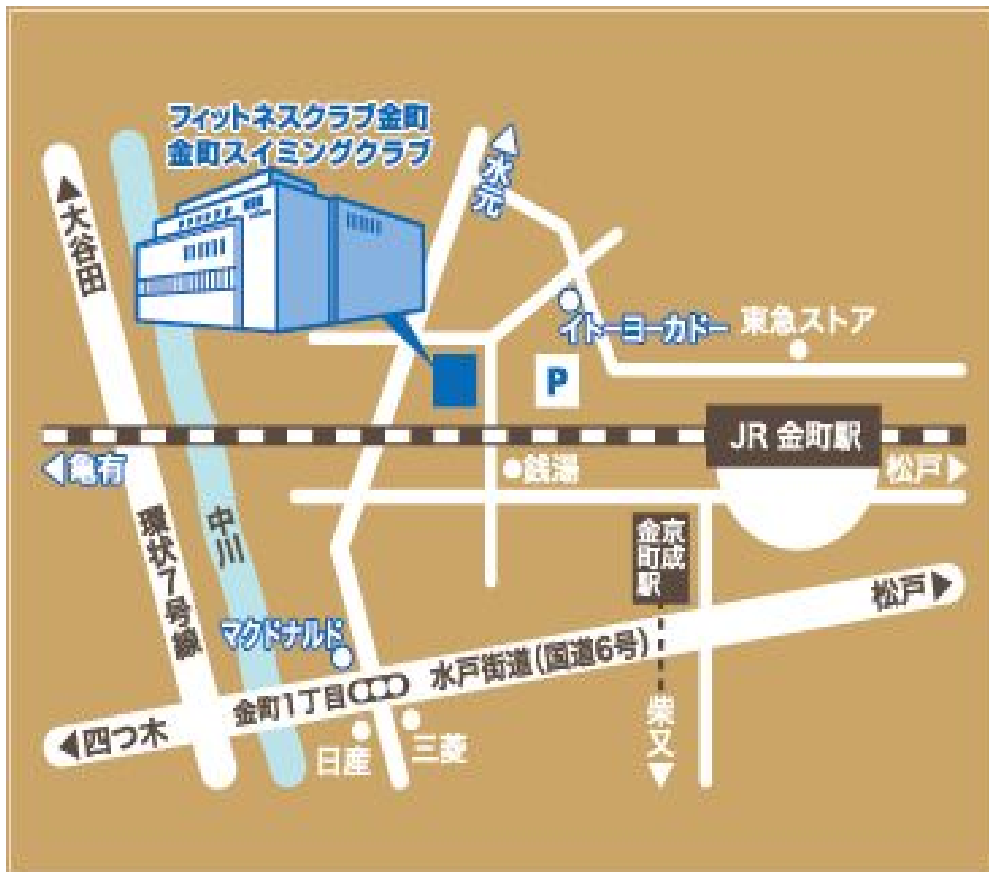 フィットネスクラブ金町
金町スイミングクラブ
水元
大谷田
イトーヨーカドー
東急ストア
P
JR 金町駅
亀有
銭湯
松戸
環状7号線
中川
京成
金町駅
松戸
マクドナルド
水戸街道(国道6号)
金町1丁目
四つ木
日産
三菱
柴又